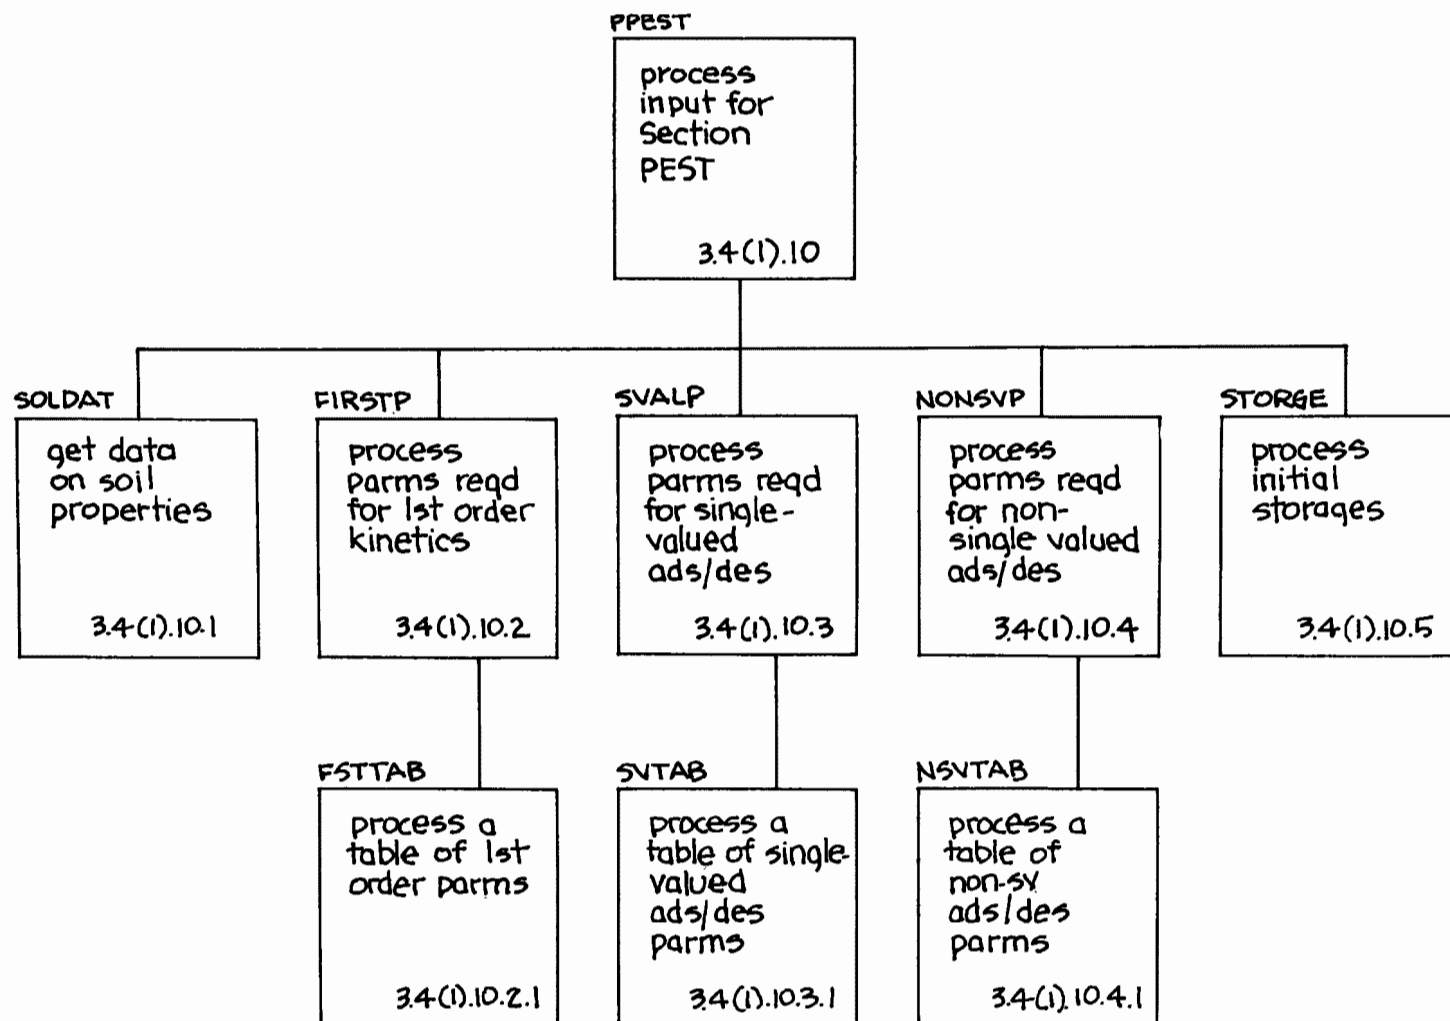 PPEST
process
input for
Section
PEST
3.4(1).10
SOLDAT
get data
on soil
properties
3.4(1).10.1
FIRSTP
process
parms reqd
for 1st order
kinetics
3.4(1).10.2
SVALP
process
parms reqd
for single-
valued
ads/des
3.4(1).10.3
NONSVP
process
parms reqd
for non-
single valued
ads/des
3.4(1).10.4
STORGE
process
initial
storages
3.4(1).10.5
FSTTAB
process a
table of 1st
order parms
3.4(1).10.2.1
SVTAB
process a
table of single-
valued
ads/des
parms
3.4(1).10.3.1
NSVTAB
process a
table of
non-sv
ads/des
parms
3.4(1).10.4.1